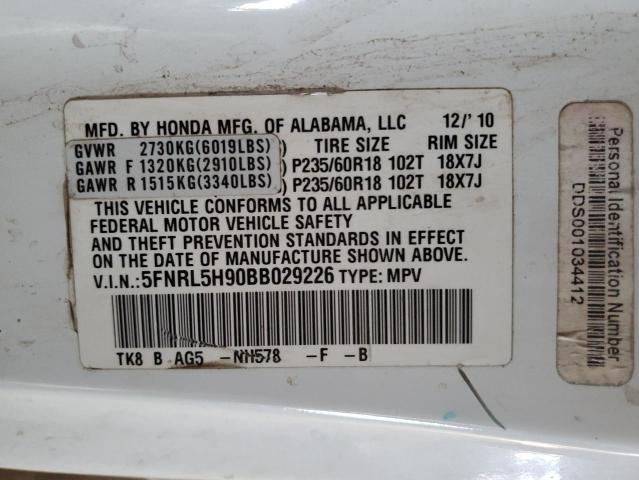 MFD. BY HONDA MFG. OF ALABAMA, LLC 12/'10
GVWR 2730KG(6019LBS) TIRE SIZE RIM SIZE
GAWR F 1320KG(2910LBS) P235/60R18 102T 18X7J
GAWR R 1515KG(3340LBS) P235/60R18 102T 18X7J
THIS VEHICLE CONFORMS TO ALL APPLICABLE
FEDERAL MOTOR VEHICLE SAFETY
AND THEFT PREVENTION STANDARDS IN EFFECT
ON THE DATE OF MANUFACTURE SHOWN ABOVE.
V.I.N.:5FNRL5H90BB029226 TYPE: MPV
TK8 B AG5 -NH578 -F -B
Personal Identification Number
DDS001034412